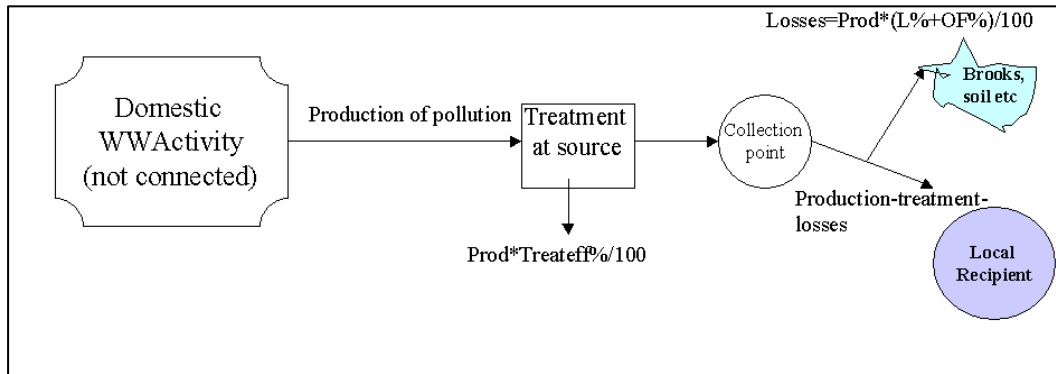 Losses=Prod*(L%+OF%)/100
Brooks,
soil etc
Domestic
WWActivity
(not connected)
Production of pollution
Treatment
at source
Collection
point
Production-treatment-
losses
Prod*Treateff%/100
Local
Recipient